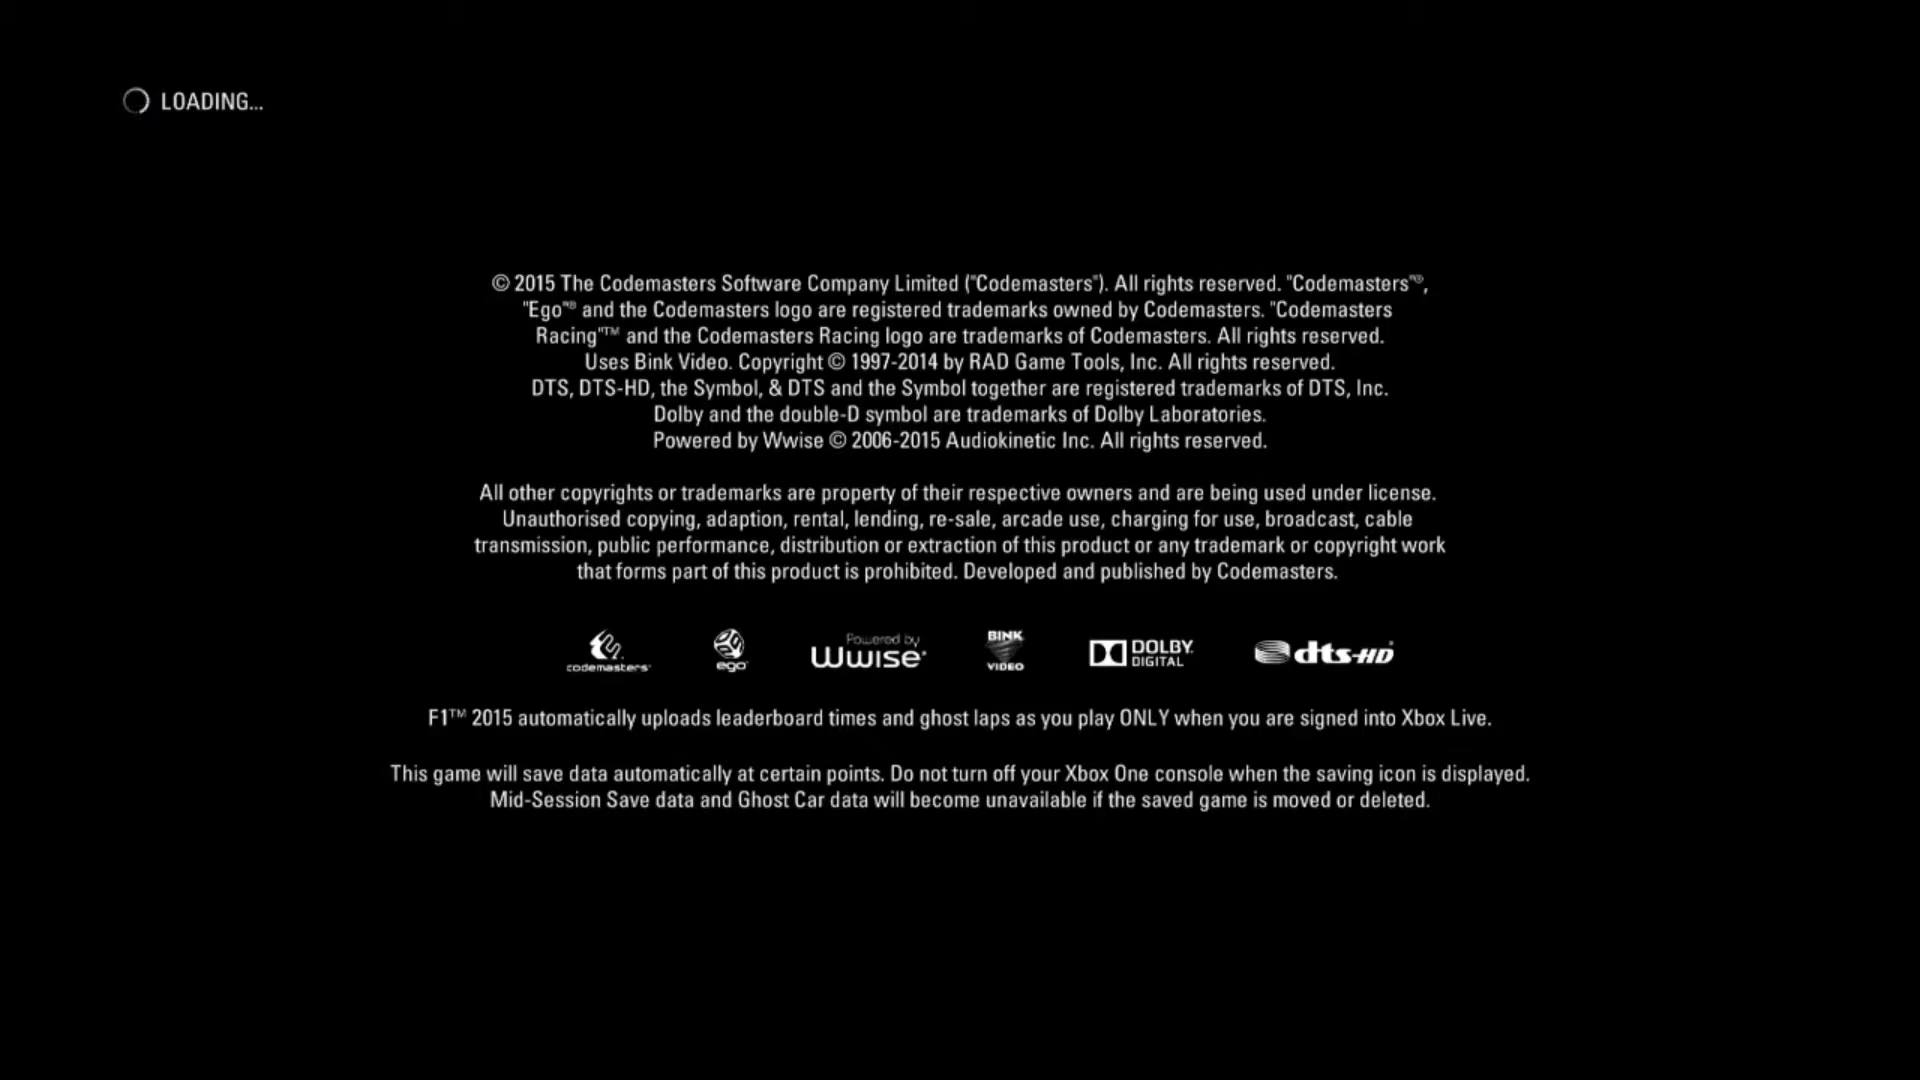 LOADING...
© 2015 The Codemasters Software Company Limited ("Codemasters"). All rights reserved. "Codemasters"®,
"Ego"® and the Codemasters logo are registered trademarks owned by Codemasters. "Codemasters
Racing"™ and the Codemasters Racing logo are trademarks of Codemasters. All rights reserved.
Uses Bink Video. Copyright © 1997-2014 by RAD Game Tools, Inc. All rights reserved.
DTS, DTS-HD, the Symbol, & DTS and the Symbol together are registered trademarks of DTS, Inc.
Dolby and the double-D symbol are trademarks of Dolby Laboratories.
Powered by Wwise © 2006-2015 Audiokinetic Inc. All rights reserved.
All other copyrights or trademarks are property of their respective owners and are being used under license.
Unauthorised copying, adaption, rental, lending, re-sale, arcade use, charging for use, broadcast, cable
transmission, public performance, distribution or extraction of this product or any trademark or copyright work
that forms part of this product is prohibited. Developed and published by Codemasters.
codemasters
ego
Powered by
Wwise
BINK
VIDEO
DOLBY
DIGITAL
dts-HD
F1™ 2015 automatically uploads leaderboard times and ghost laps as you play ONLY when you are signed into Xbox Live.
This game will save data automatically at certain points. Do not turn off your Xbox One console when the saving icon is displayed.
Mid-Session Save data and Ghost Car data will become unavailable if the saved game is moved or deleted.